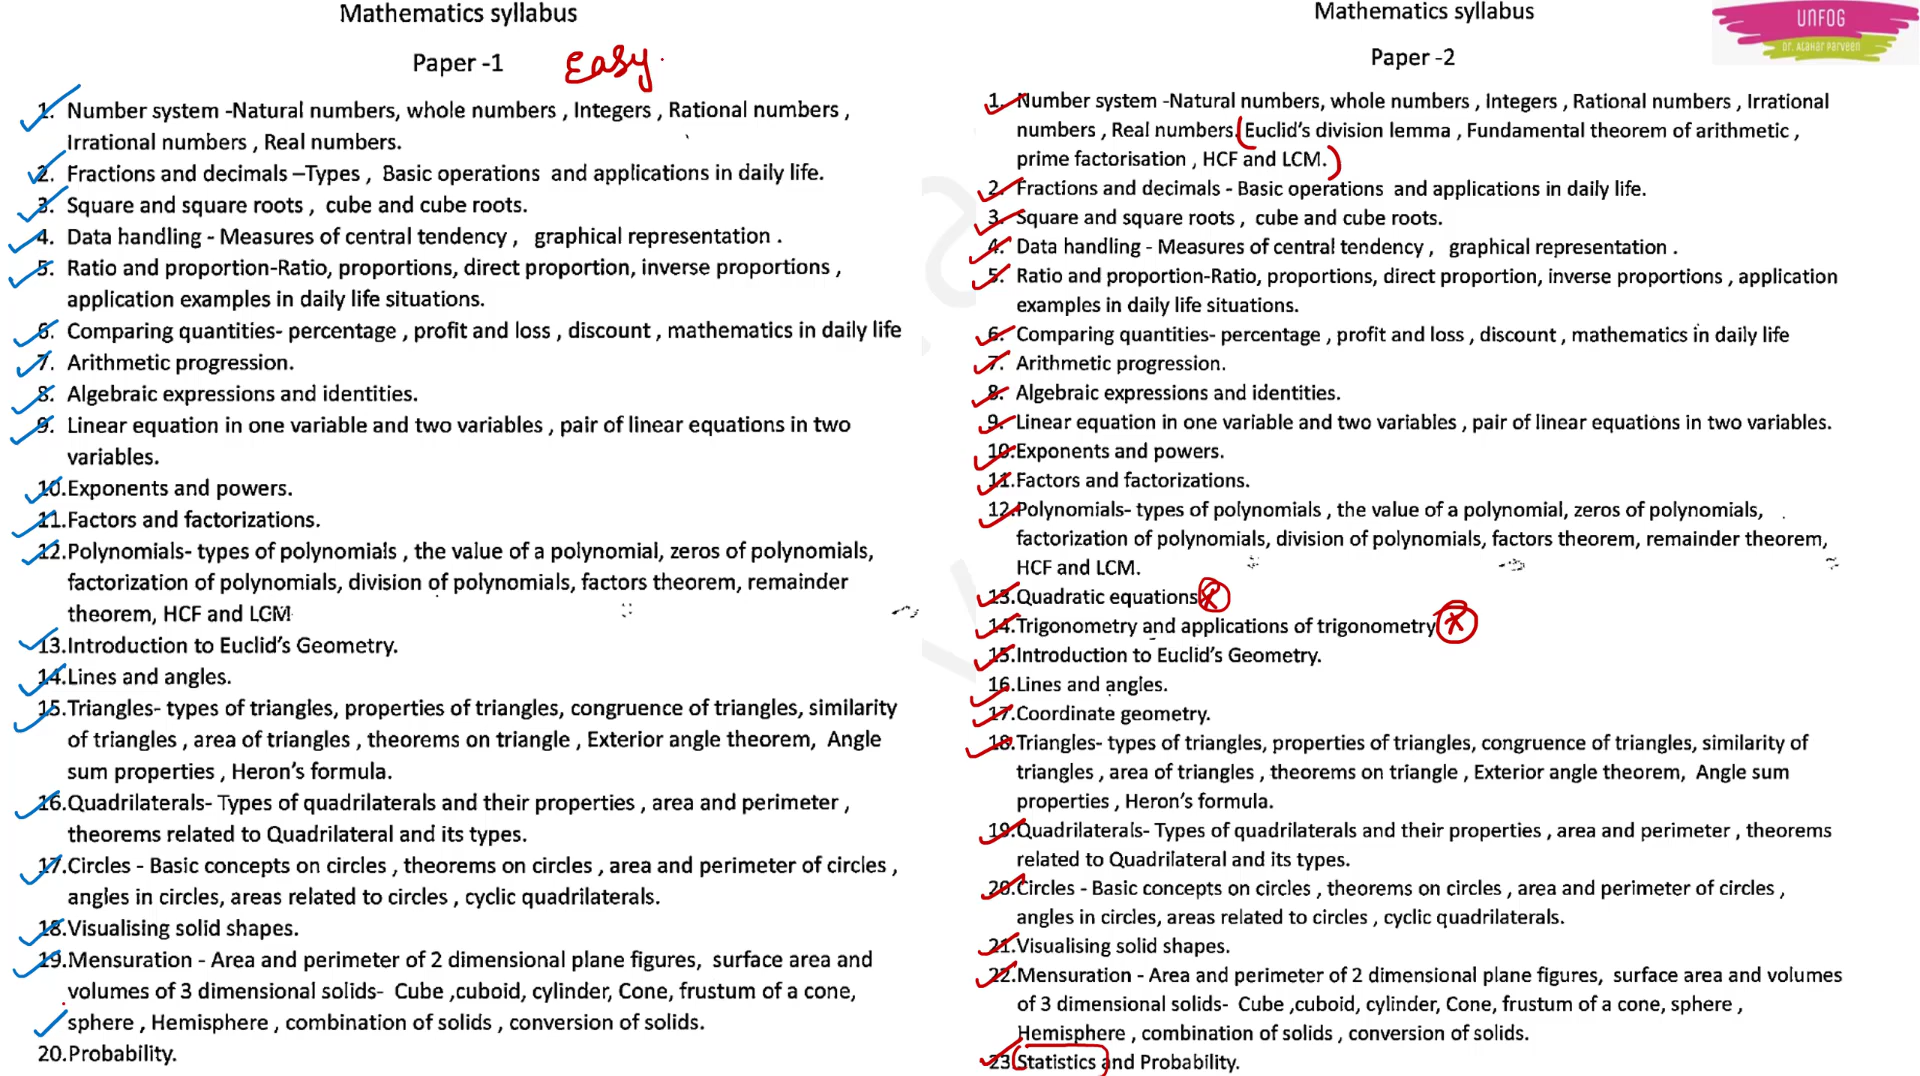 Mathematics syllabus
Paper -1 Easy
1. Number system -Natural numbers, whole numbers , Integers , Rational numbers ,
Irrational numbers , Real numbers.
2. Fractions and decimals –Types , Basic operations and applications in daily life.
3. Square and square roots , cube and cube roots.
4. Data handling - Measures of central tendency , graphical representation .
5. Ratio and proportion-Ratio, proportions, direct proportion, inverse proportions ,
application examples in daily life situations.
6. Comparing quantities- percentage , profit and loss , discount , mathematics in daily life
7. Arithmetic progression.
8. Algebraic expressions and identities.
9. Linear equation in one variable and two variables , pair of linear equations in two
variables.
10.Exponents and powers.
11.Factors and factorizations.
12.Polynomials- types of polynomials , the value of a polynomial, zeros of polynomials,
factorization of polynomials, division of polynomials, factors theorem, remainder
theorem, HCF and LCM
13.Introduction to Euclid's Geometry.
14.Lines and angles.
15.Triangles- types of triangles, properties of triangles, congruence of triangles, similarity
of triangles , area of triangles , theorems on triangle , Exterior angle theorem, Angle
sum properties , Heron's formula.
16.Quadrilaterals- Types of quadrilaterals and their properties , area and perimeter ,
theorems related to Quadrilateral and its types.
17.Circles - Basic concepts on circles , theorems on circles , area and perimeter of circles ,
angles in circles, areas related to circles , cyclic quadrilaterals.
18.Visualising solid shapes.
19.Mensuration - Area and perimeter of 2 dimensional plane figures, surface area and
volumes of 3 dimensional solids- Cube ,cuboid, cylinder, Cone, frustum of a cone,
sphere , Hemisphere , combination of solids , conversion of solids.
20.Probability.
Mathematics syllabus
Paper -2
UNFOG
Dr. Atahar Parveen
1. Number system -Natural numbers, whole numbers , Integers , Rational numbers , Irrational
numbers , Real numbers.(Euclid's division lemma , Fundamental theorem of arithmetic ,
prime factorisation , HCF and LCM.)
2. Fractions and decimals - Basic operations and applications in daily life.
3. Square and square roots , cube and cube roots.
4. Data handling - Measures of central tendency , graphical representation .
5. Ratio and proportion-Ratio, proportions, direct proportion, inverse proportions , application
examples in daily life situations.
6. Comparing quantities- percentage , profit and loss , discount , mathematics in daily life
7. Arithmetic progression.
8. Algebraic expressions and identities.
9. Linear equation in one variable and two variables , pair of linear equations in two variables.
10.Exponents and powers.
11.Factors and factorizations.
12.Polynomials- types of polynomials , the value of a polynomial, zeros of polynomials,
factorization of polynomials, division of polynomials, factors theorem, remainder theorem,
HCF and LCM.
13.Quadratic equations
14.Trigonometry and applications of trigonometry
15.Introduction to Euclid's Geometry.
16.Lines and angles.
17.Coordinate geometry.
18.Triangles- types of triangles, properties of triangles, congruence of triangles, similarity of
triangles , area of triangles , theorems on triangle , Exterior angle theorem, Angle sum
properties , Heron's formula.
19.Quadrilaterals- Types of quadrilaterals and their properties , area and perimeter , theorems
related to Quadrilateral and its types.
20.Circles - Basic concepts on circles , theorems on circles , area and perimeter of circles ,
angles in circles, areas related to circles , cyclic quadrilaterals.
21.Visualising solid shapes.
22.Mensuration - Area and perimeter of 2 dimensional plane figures, surface area and volumes
of 3 dimensional solids- Cube ,cuboid, cylinder, Cone, frustum of a cone, sphere ,
Hemisphere , combination of solids , conversion of solids.
23.Statistics and Probability.